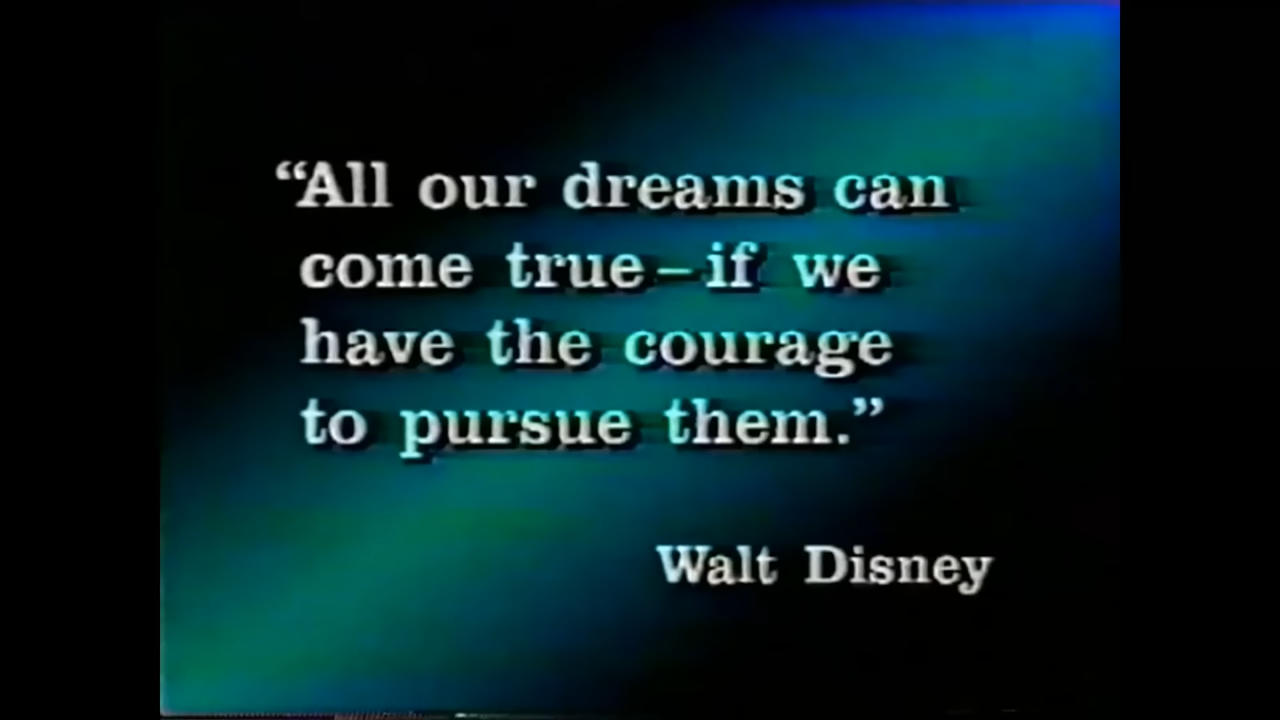 “All our dreams can
come true–if we
have the courage
to pursue them.”
Walt Disney